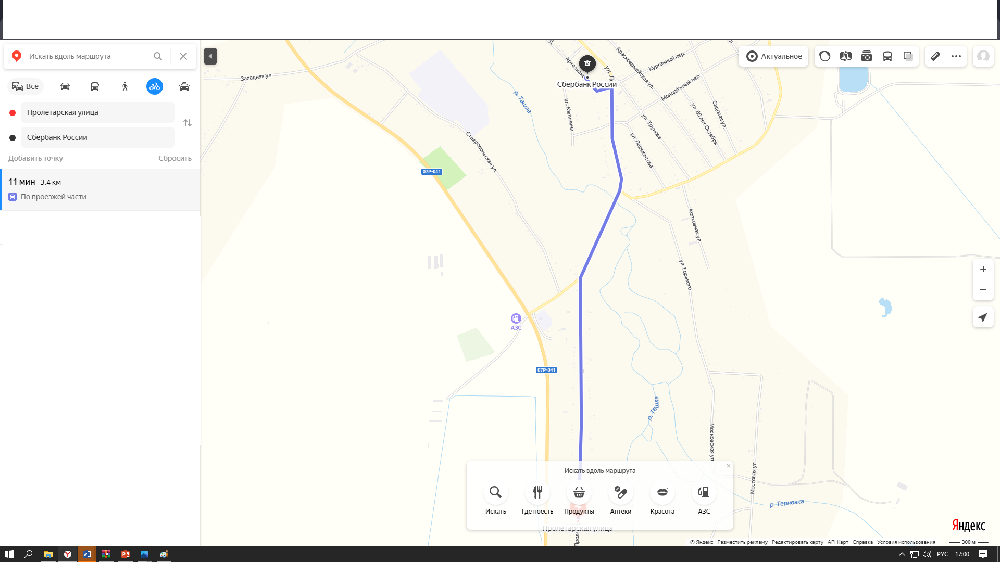 Искать вдоль маршрута
Все
Пролетарская улица
Сбербанк России
Добавить точку
Сбросить
11 мин 3,4 км
По проезжей части
Актуальное
Красноармейская ул.
Курганный пер.
Артезианск
ул. Л
Сбербанк России
Молодёжный пер.
Западная ул.
р. Ташла
ул. Калинина
Садовая ул.
ул. 60 лет Октября
ул. Трунова
ул. Лермонтова
Ставропольская ул.
07Р-041
Колхозная ул.
ул. Горького
АЗС
07Р-041
р. Ташла
Московская ул.
Мостовая ул.
р. Терновка
Искать вдоль маршрута
Искать
Где поесть
Продукты
Аптеки
Красота
АЗС
Пролетарская улица
Проле
Яндекс
© Яндекс Разместить рекламу Редактировать карту API Карт Справка Условия использования 300 м
РУС 17:00